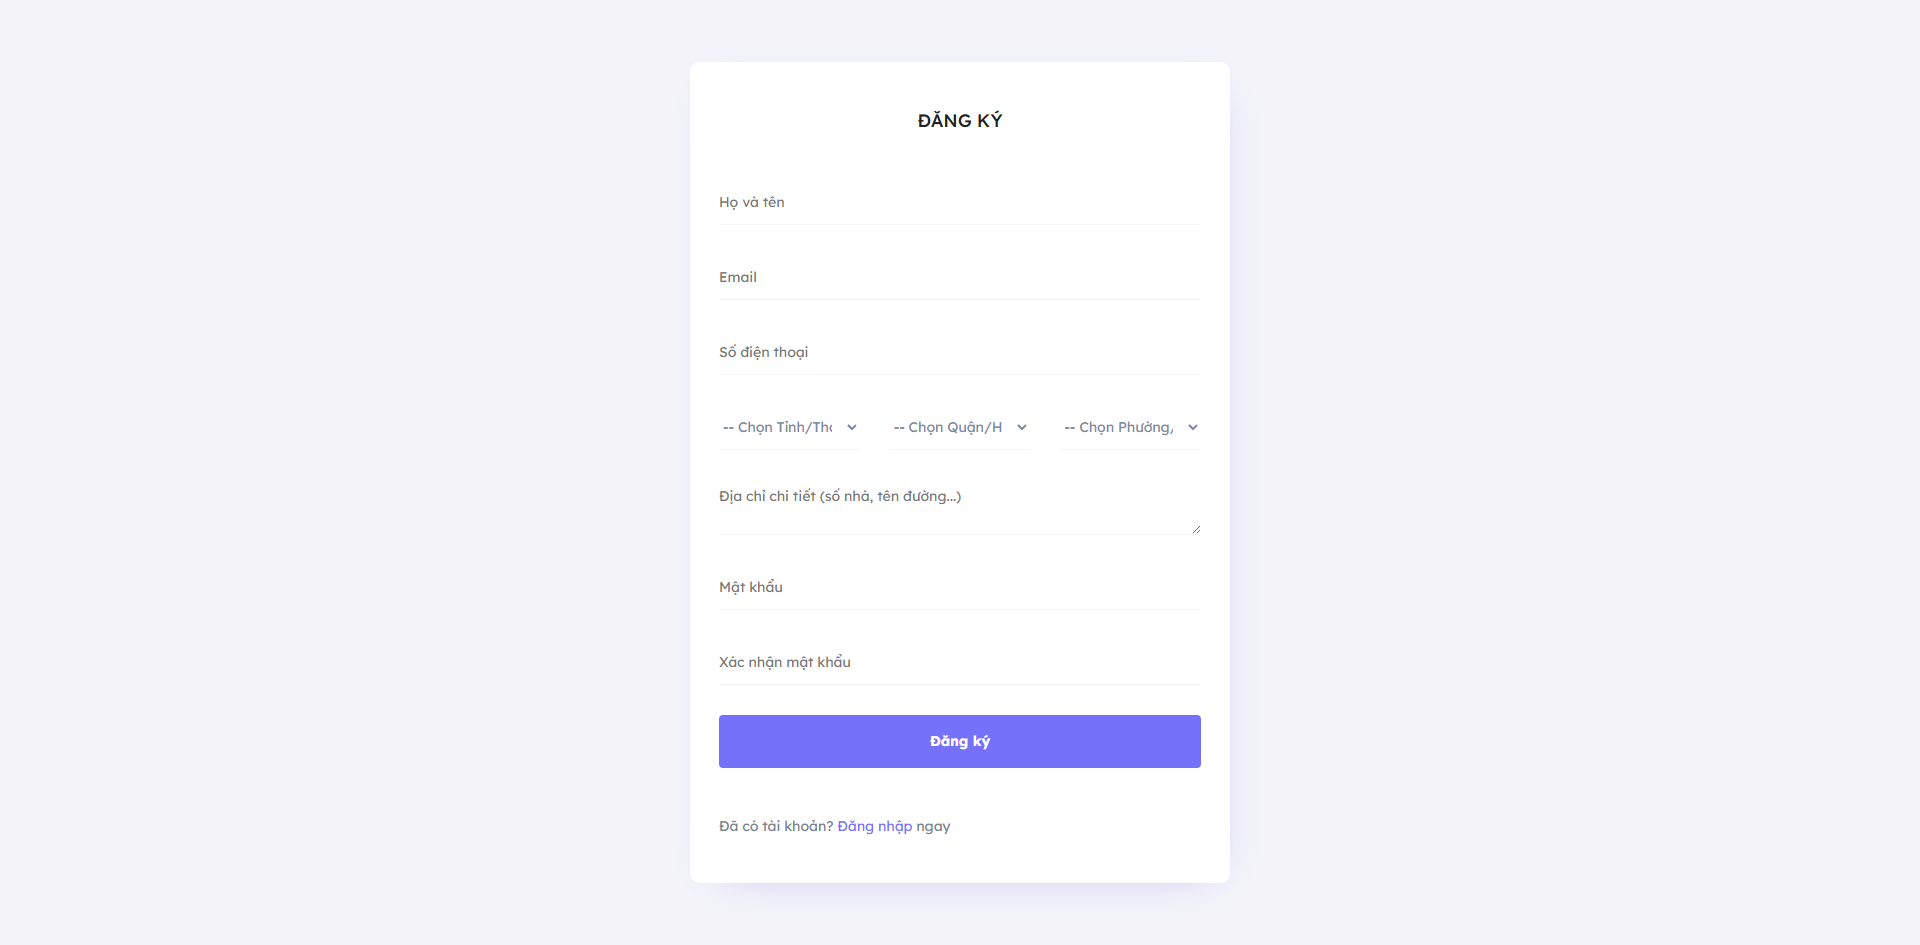 ĐĂNG KÝ
Họ và tên
Email
Số điện thoại
-- Chọn Tỉnh/Thà -- Chọn Quận/H -- Chọn Phường/
Địa chỉ chi tiết (số nhà, tên đường...)
Mật khẩu
Xác nhận mật khẩu
Đăng ký
Đã có tài khoản? Đăng nhập ngay